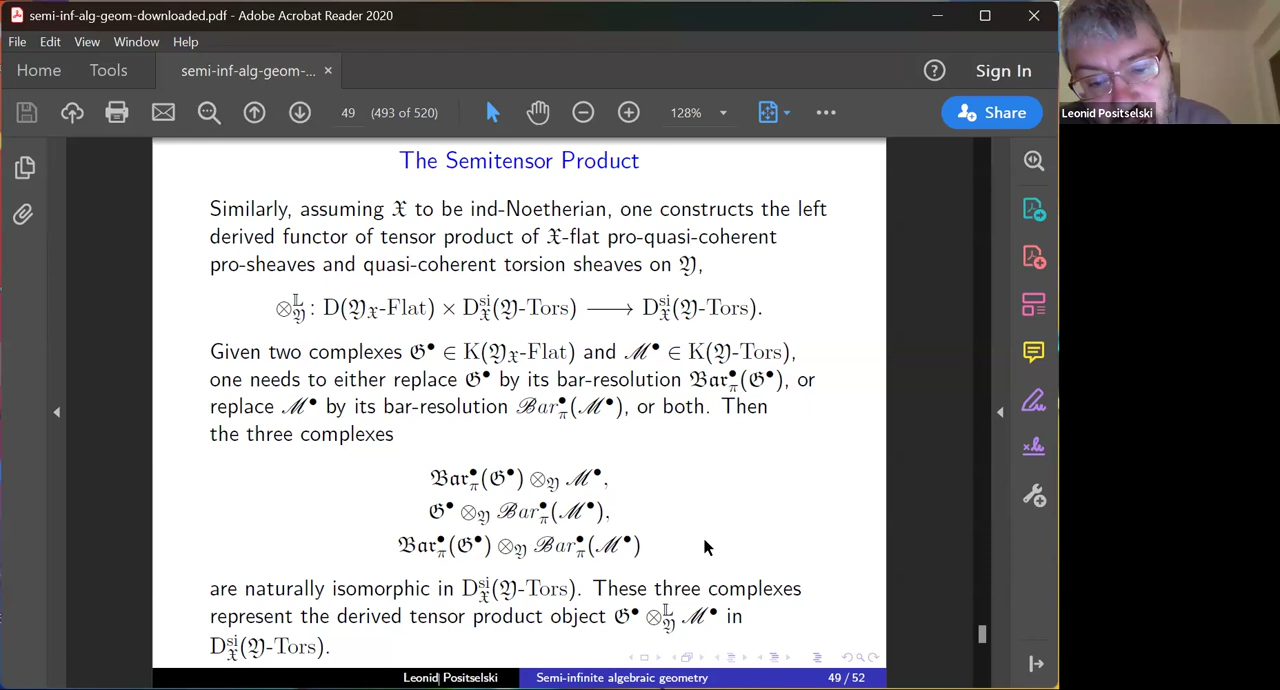 semi-inf-alg-geom-downloaded.pdf - Adobe Acrobat Reader 2020
File Edit View Window Help
Home Tools semi-inf-alg-geom-... × Sign In
49 (493 of 520) 128% Share
Leonid Positselski
The Semitensor Product
Similarly, assuming 𝔛 to be ind-Noetherian, one constructs the left
derived functor of tensor product of 𝔛-flat pro-quasi-coherent
pro-sheaves and quasi-coherent torsion sheaves on 𝔜,
⊗^𝕃_𝔜 : D(𝔜_𝔛-Flat) × D^si_𝔛(𝔜-Tors) ⟶ D^si_𝔛(𝔜-Tors).
Given two complexes 𝔊^• ∈ K(𝔜_𝔛-Flat) and ℳ^• ∈ K(𝔜-Tors),
one needs to either replace 𝔊^• by its bar-resolution 𝔅𝔞𝔯^•_π(𝔊^•), or
replace ℳ^• by its bar-resolution ℬ𝑎𝑟^•_π(ℳ^•), or both. Then
the three complexes
𝔅𝔞𝔯^•_π(𝔊^•) ⊗_𝔜 ℳ^•,
𝔊^• ⊗_𝔜 ℬ𝑎𝑟^•_π(ℳ^•),
𝔅𝔞𝔯^•_π(𝔊^•) ⊗_𝔜 ℬ𝑎𝑟^•_π(ℳ^•)
are naturally isomorphic in D^si_𝔛(𝔜-Tors). These three complexes
represent the derived tensor product object 𝔊^• ⊗^𝕃_𝔜 ℳ^• in
D^si_𝔛(𝔜-Tors).
Leonid Positselski Semi-infinite algebraic geometry 49 / 52